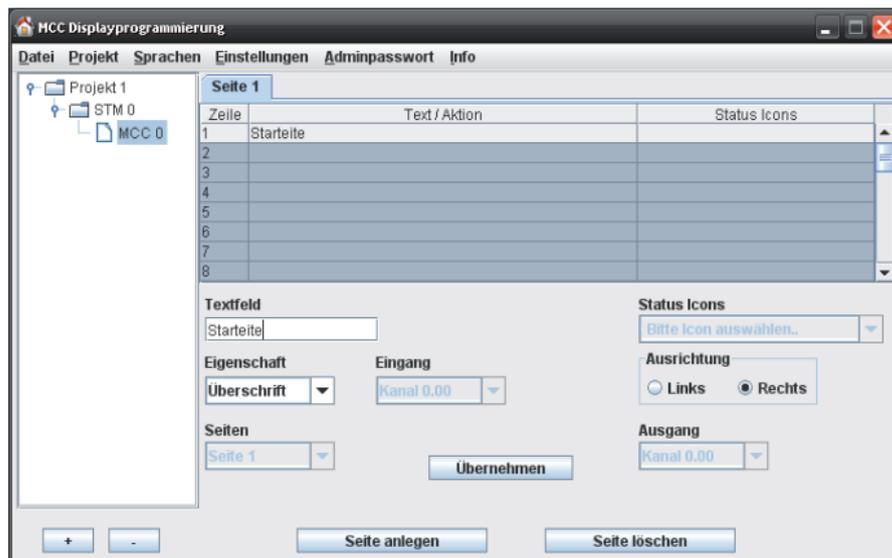 MCC Displayprogrammierung
Datei Projekt Sprachen Einstellungen Adminpasswort Info
Projekt 1
STM 0
MCC 0
Seite 1
Zeile Text / Aktion Status Icons
1 Starteite
2
3
4
5
6
7
8
Textfeld
Starteite
Status Icons
Bitte Icon auswählen..
Eigenschaft
Überschrift
Eingang
Kanal 0.00
Ausrichtung
Links Rechts
Seiten
Seite 1
Übernehmen
Ausgang
Kanal 0.00
+ - Seite anlegen Seite löschen